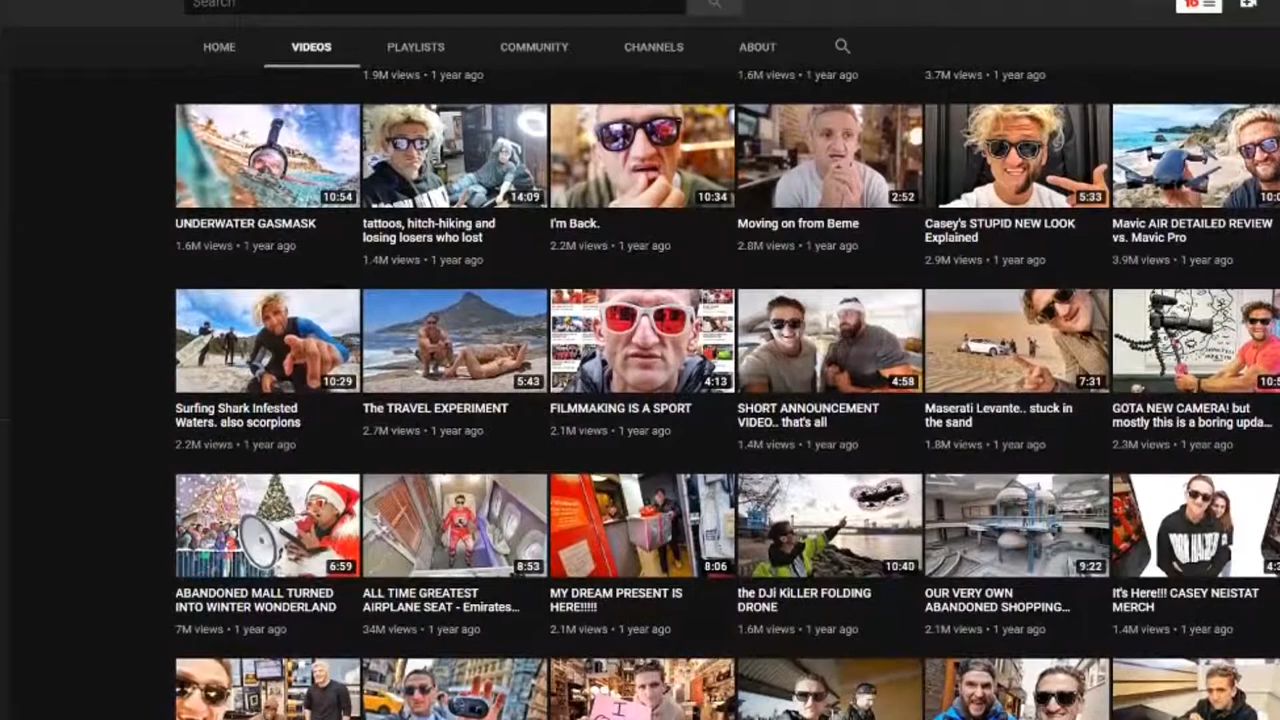 Search
HOME VIDEOS PLAYLISTS COMMUNITY CHANNELS ABOUT
1.9M views • 1 year ago 1.6M views • 1 year ago 3.7M views • 1 year ago
10:54 14:09 10:34 2:52 5:33 10:0
UNDERWATER GASMASK
1.6M views • 1 year ago
tattoos, hitch-hiking and
losing losers who lost
1.4M views • 1 year ago
I'm Back.
2.2M views • 1 year ago
Moving on from Beme
2.8M views • 1 year ago
Casey's STUPID NEW LOOK
Explained
2.9M views • 1 year ago
Mavic AIR DETAILED REVIEW
vs. Mavic Pro
3.9M views • 1 year ago
10:29 5:43 4:13 4:58 7:31 10:5
Surfing Shark Infested
Waters. also scorpions
2.2M views • 1 year ago
The TRAVEL EXPERIMENT
2.7M views • 1 year ago
FILMMAKING IS A SPORT
2.1M views • 1 year ago
SHORT ANNOUNCEMENT
VIDEO.. that's all
1.4M views • 1 year ago
Maserati Levante.. stuck in
the sand
1.8M views • 1 year ago
GOTA NEW CAMERA! but
mostly this is a boring upda...
2.3M views • 1 year ago
6:59 8:53 8:06 10:40 9:22 4:3
ABANDONED MALL TURNED
INTO WINTER WONDERLAND
7M views • 1 year ago
ALL TIME GREATEST
AIRPLANE SEAT - Emirates...
34M views • 1 year ago
MY DREAM PRESENT IS
HERE!!!!!
2.1M views • 1 year ago
the DJi KiLLER FOLDING
DRONE
1.6M views • 1 year ago
OUR VERY OWN
ABANDONED SHOPPING...
2.1M views • 1 year ago
It's Here!!! CASEY NEISTAT
MERCH
1.4M views • 1 year ago
I